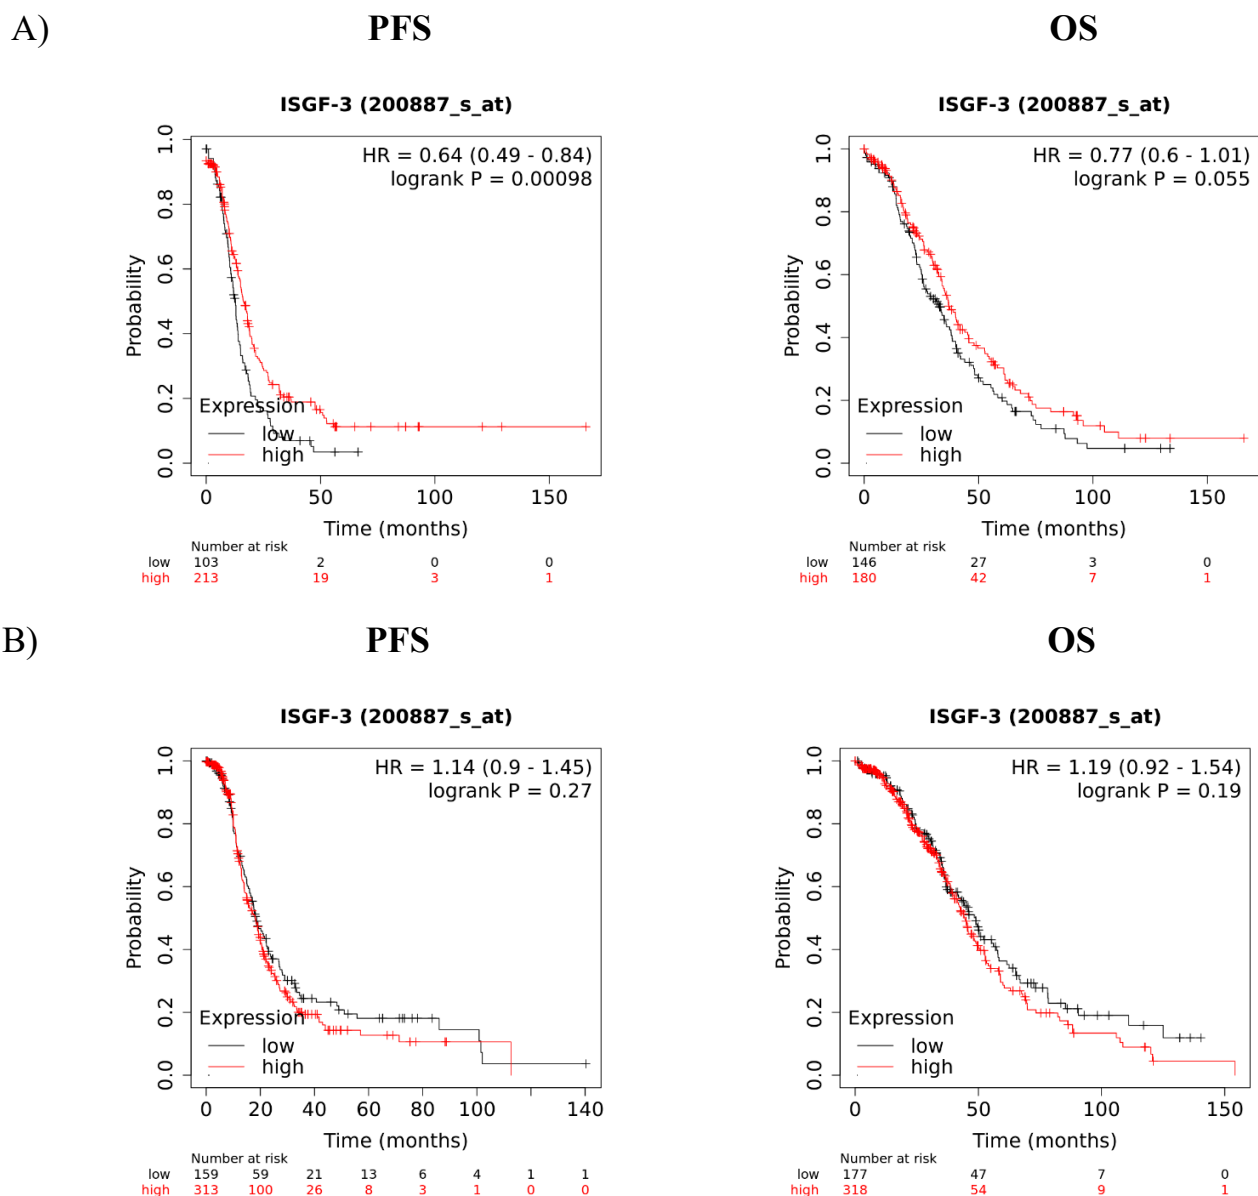 A)
PFS
OS
ISGF-3 (200887_s_at)
HR = 0.64 (0.49 - 0.84)
logrank P = 0.00098
Probability
0.0 0.2 0.4 0.6 0.8 1.0
Expression
low
high
0 50 100 150
Time (months)
Number at risk
low 103 2 0 0
high 213 19 3 1
ISGF-3 (200887_s_at)
HR = 0.77 (0.6 - 1.01)
logrank P = 0.055
Probability
0.0 0.2 0.4 0.6 0.8 1.0
Expression
low
high
0 50 100 150
Time (months)
Number at risk
low 146 27 3 0
high 180 42 7 1
B)
PFS
OS
ISGF-3 (200887_s_at)
HR = 1.14 (0.9 - 1.45)
logrank P = 0.27
Probability
0.0 0.2 0.4 0.6 0.8 1.0
Expression
low
high
0 20 40 60 80 100 140
Time (months)
Number at risk
low 159 59 21 13 6 4 1 1
high 313 100 26 8 3 1 0 0
ISGF-3 (200887_s_at)
HR = 1.19 (0.92 - 1.54)
logrank P = 0.19
Probability
0.0 0.2 0.4 0.6 0.8 1.0
Expression
low
high
0 50 100 150
Time (months)
Number at risk
low 177 47 7 0
high 318 54 9 1